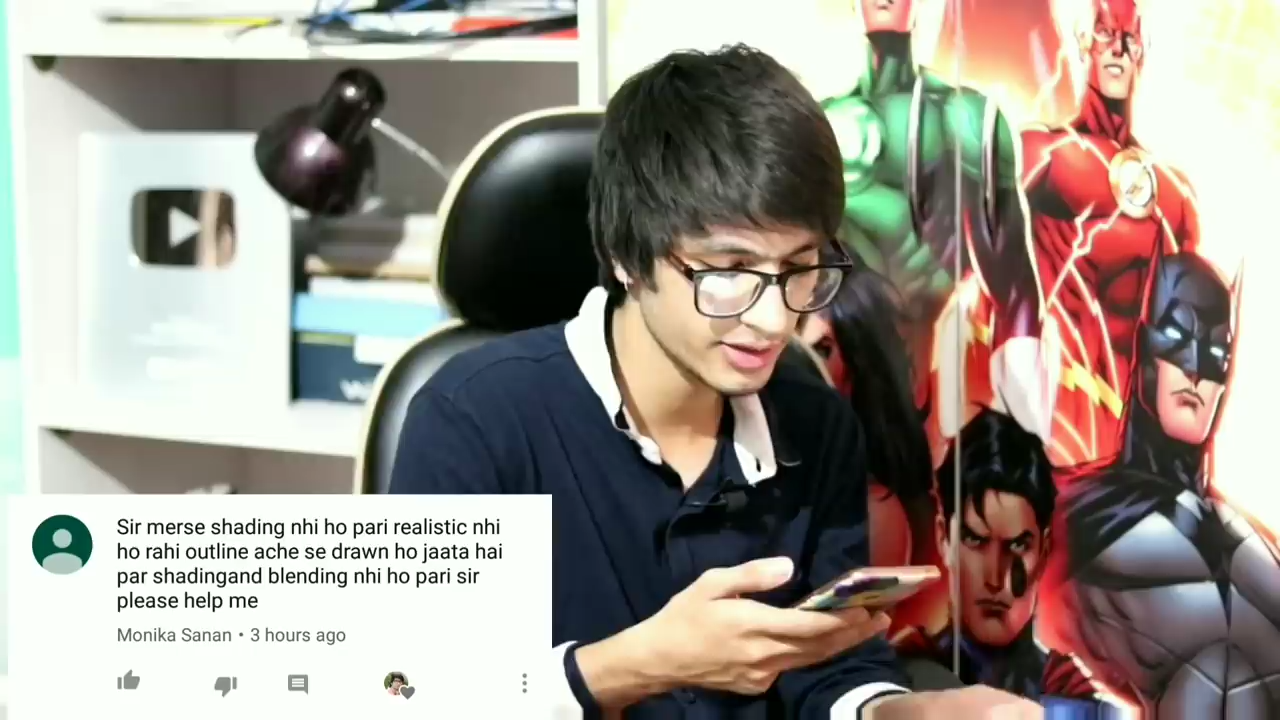 Sir merse shading nhi ho pari realistic nhi
ho rahi outline ache se drawn ho jaata hai
par shadingand blending nhi ho pari sir
please help me
Monika Sanan • 3 hours ago